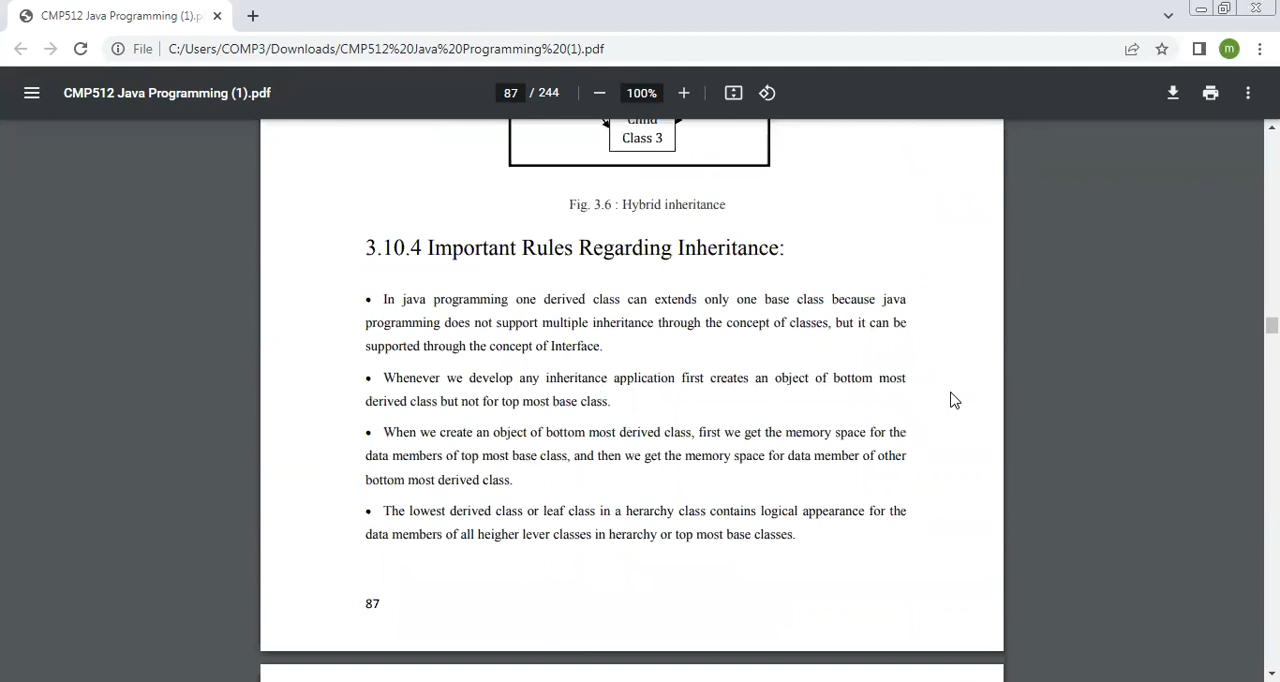 CMP512 Java Programming (1).p
File
C:/Users/COMP3/Downloads/CMP512%20Java%20Programming%20(1).pdf
m
CMP512 Java Programming (1).pdf
87 / 244
100%
Child
Class 3
Fig. 3.6 : Hybrid inheritance
3.10.4 Important Rules Regarding Inheritance:
• In java programming one derived class can extends only one base class because java
programming does not support multiple inheritance through the concept of classes, but it can be
supported through the concept of Interface.
• Whenever we develop any inheritance application first creates an object of bottom most
derived class but not for top most base class.
• When we create an object of bottom most derived class, first we get the memory space for the
data members of top most base class, and then we get the memory space for data member of other
bottom most derived class.
• The lowest derived class or leaf class in a herarchy class contains logical appearance for the
data members of all heigher lever classes in herarchy or top most base classes.
87